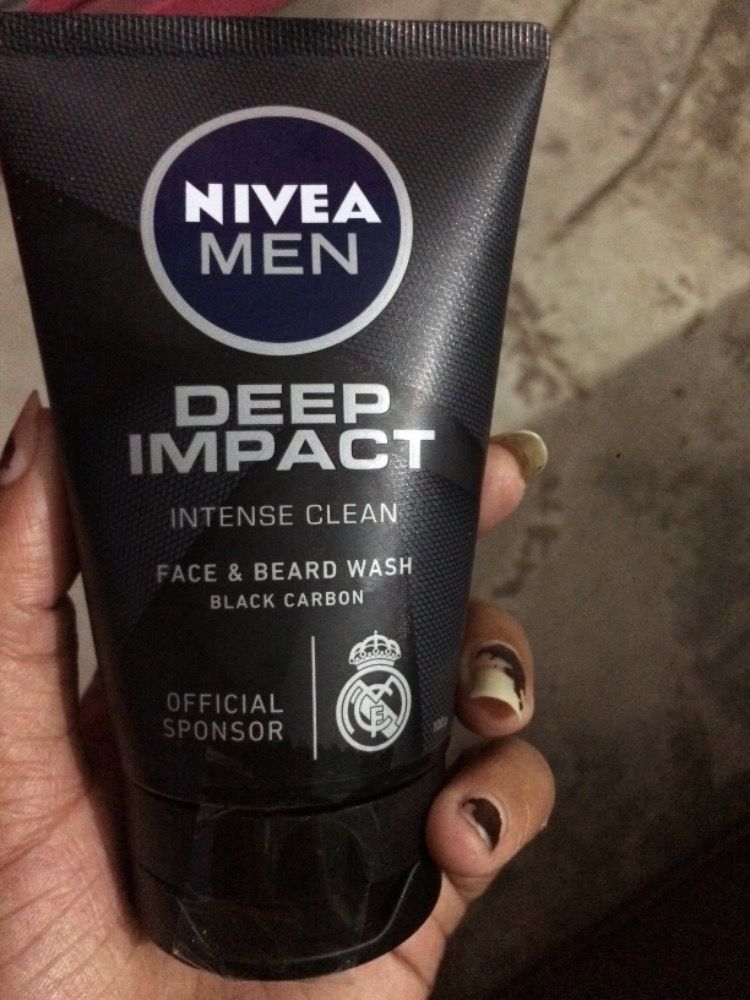 NIVEA
MEN
DEEP
IMPACT
INTENSE CLEAN
FACE & BEARD WASH
BLACK CARBON
OFFICIAL
SPONSOR